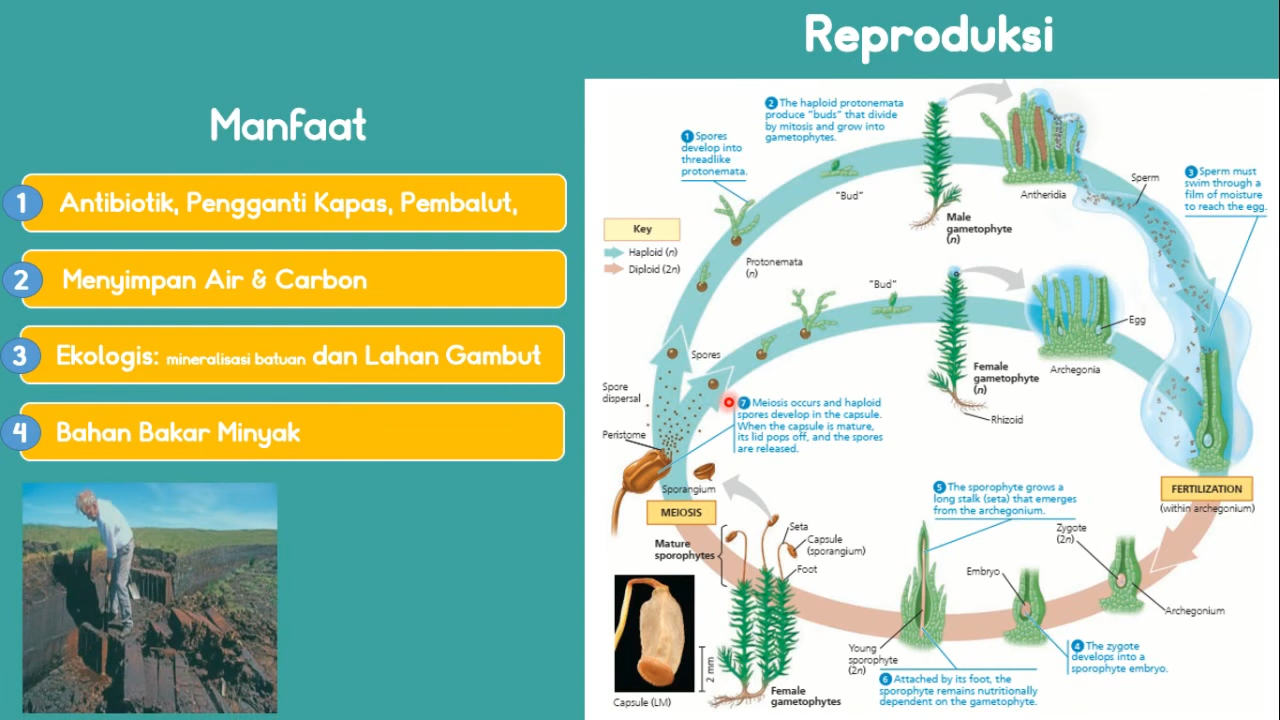 Reproduksi
Manfaat
1 Antibiotik, Pengganti Kapas, Pembalut,
2 Menyimpan Air & Carbon
3 Ekologis: mineralisasi batuan dan Lahan Gambut
4 Bahan Bakar Minyak
1 Spores
develop into
threadlike
protonemata.
2 The haploid protonemata
produce "buds" that divide
by mitosis and grow into
gametophytes.
3 Sperm must
swim through a
film of moisture
to reach the egg.
Key
Haploid (n)
Diploid (2n)
Protonemata
(n)
"Bud"
"Bud"
Male
gametophyte
(n)
Antheridia
Sperm
Egg
Archegonia
Female
gametophyte
(n)
Rhizoid
Spores
Spore
dispersal
Peristome
Sporangium
7 Meiosis occurs and haploid
spores develop in the capsule.
When the capsule is mature,
its lid pops off, and the spores
are released.
MEIOSIS
FERTILIZATION
(within archegonium)
5 The sporophyte grows a
long stalk (seta) that emerges
from the archegonium.
Zygote
(2n)
Embryo
Archegonium
Mature
sporophytes
Seta
Capsule
(sporangium)
Foot
4 The zygote
develops into a
sporophyte embryo.
Young
sporophyte
(2n)
6 Attached by its foot, the
sporophyte remains nutritionally
dependent on the gametophyte.
2 mm
Capsule (LM)
Female
gametophytes